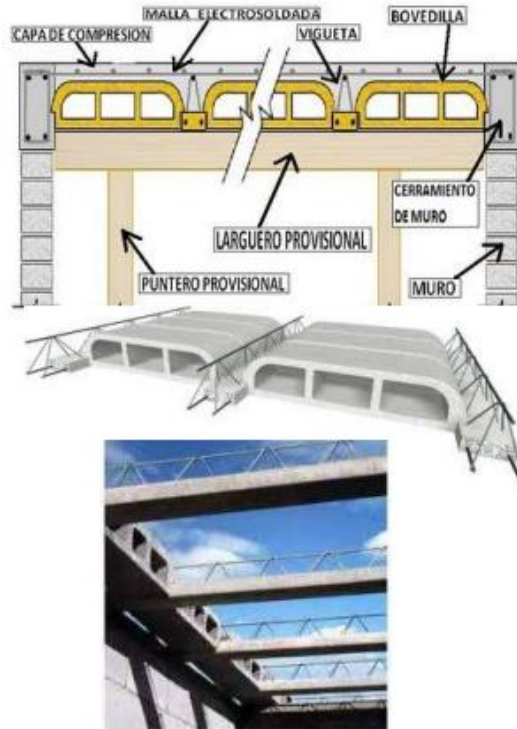 MALLA ELECTROSOLDADA
BOVEDILLA
CAPA DE COMPRESION
VIGUETA
CERRAMIENTO
DE MURO
LARGUERO PROVISIONAL
PUNTERO PROVISIONAL
MURO